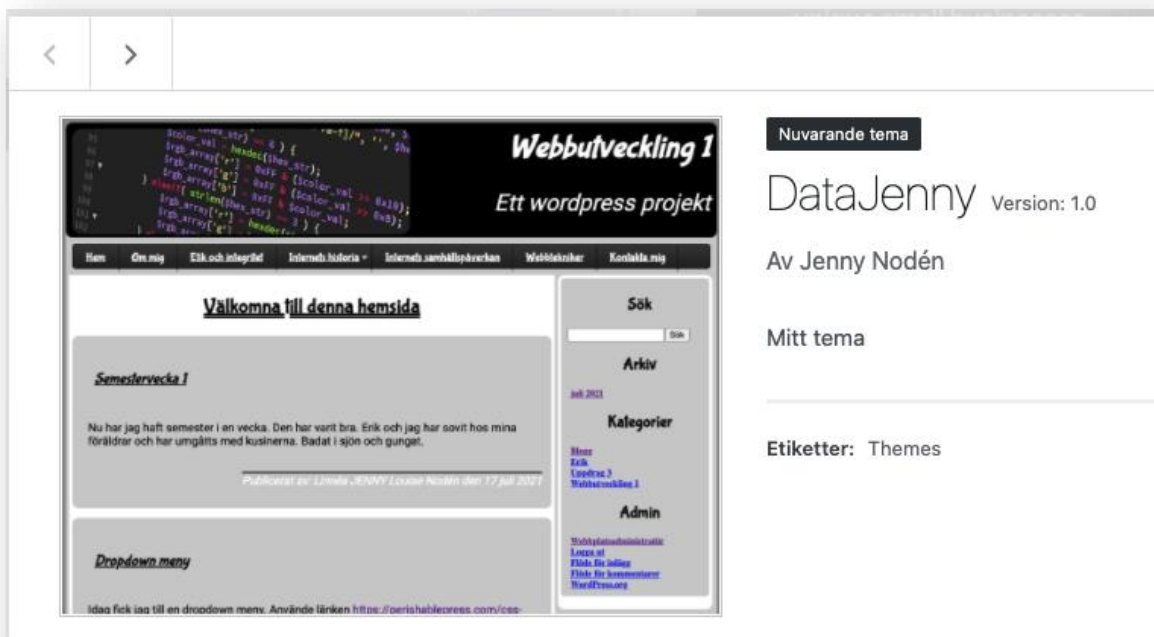 Nuvarande tema
DataJenny Version: 1.0
Av Jenny Nodén
Mitt tema
Etiketter: Themes
Webbutveckling 1
Ett wordpress projekt
Hem Om mig Etik och integritet Internets historia Internets samhällspåverkan Webbtekniker Kontakta mig
Välkomna till denna hemsida
Semestervecka 1
Nu har jag haft semester i en vecka. Den har varit bra. Erik och jag har sovit hos mina
föräldrar och har umgåtts med kusinerna. Badat i sjön och gungat.
Publicerat av: Linnéa JENNY Louise Nodén den 17 juli 2021
Dropdown meny
Idag fick jag till en dropdown meny. Använde länken https://perishablepress.com/css-
Sök
Sök
Arkiv
juli 2021
Kategorier
Blogg
Erik
Uppdrag 3
Webbutveckling 1
Admin
Webbplatsadministratör
Logga ut
Flöde för inlägg
Flöde för kommentarer
WordPress.org